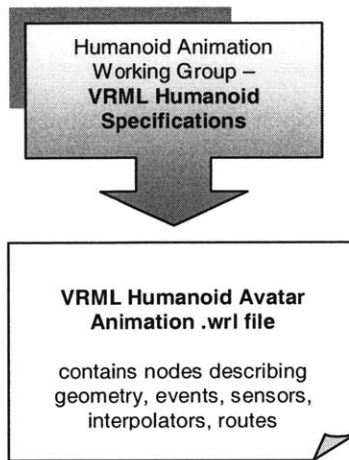 Humanoid Animation
Working Group –
VRML Humanoid
Specifications
VRML Humanoid Avatar
Animation .wrl file
contains nodes describing
geometry, events, sensors,
interpolators, routes